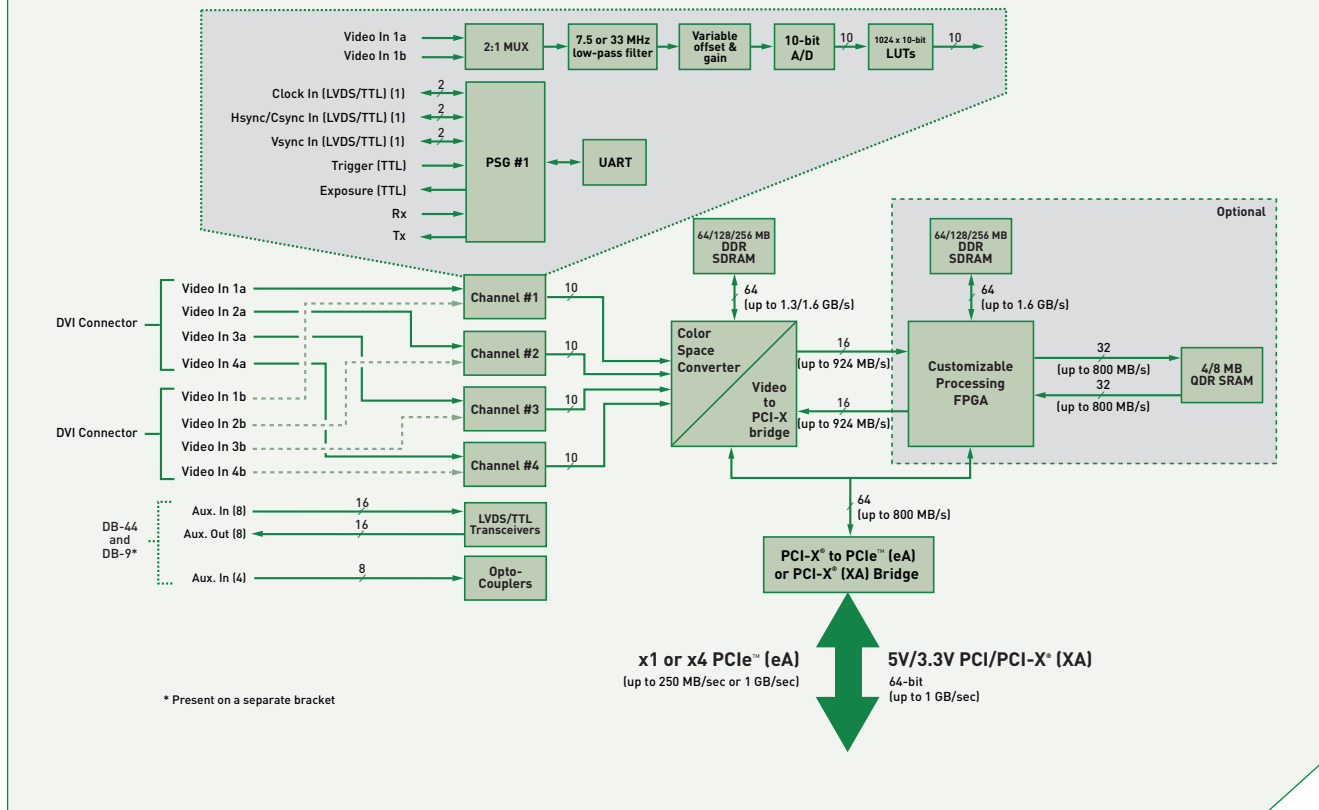 Video In 1a
Video In 1b
2:1 MUX
7.5 or 33 MHz
low-pass filter
Variable
offset &
gain
10-bit
A/D
10
1024 x 10-bit
LUTs
10
Clock In (LVDS/TTL) (1)
2
Hsync/Csync In (LVDS/TTL) (1)
2
Vsync In (LVDS/TTL) (1)
2
Trigger (TTL)
Exposure (TTL)
Rx
Tx
PSG #1
UART
Optional
64/128/256 MB
DDR
SDRAM
64
(up to 1.3/1.6 GB/s)
64/128/256 MB
DDR
SDRAM
64
(up to 1.6 GB/s)
DVI Connector
Video In 1a
Video In 2a
Video In 3a
Video In 4a
DVI Connector
Video In 1b
Video In 2b
Video In 3b
Video In 4b
Channel #1
10
Channel #2
10
Channel #3
10
Channel #4
10
Color
Space
Converter
Video
to
PCI-X
bridge
16
(up to 924 MB/s)
16
(up to 924 MB/s)
Customizable
Processing
FPGA
32
(up to 800 MB/s)
32
(up to 800 MB/s)
4/8 MB
QDR SRAM
DB-44
and
DB-9*
Aux. In (8)
16
Aux. Out (8)
16
LVDS/TTL
Transceivers
Aux. In (4)
8
Opto-
Couplers
64
(up to 800 MB/s)
PCI-X® to PCIe™ (eA)
or PCI-X® (XA) Bridge
x1 or x4 PCIe™ (eA)
(up to 250 MB/sec or 1 GB/sec)
5V/3.3V PCI/PCI-X® (XA)
64-bit
(up to 1 GB/sec)
* Present on a separate bracket